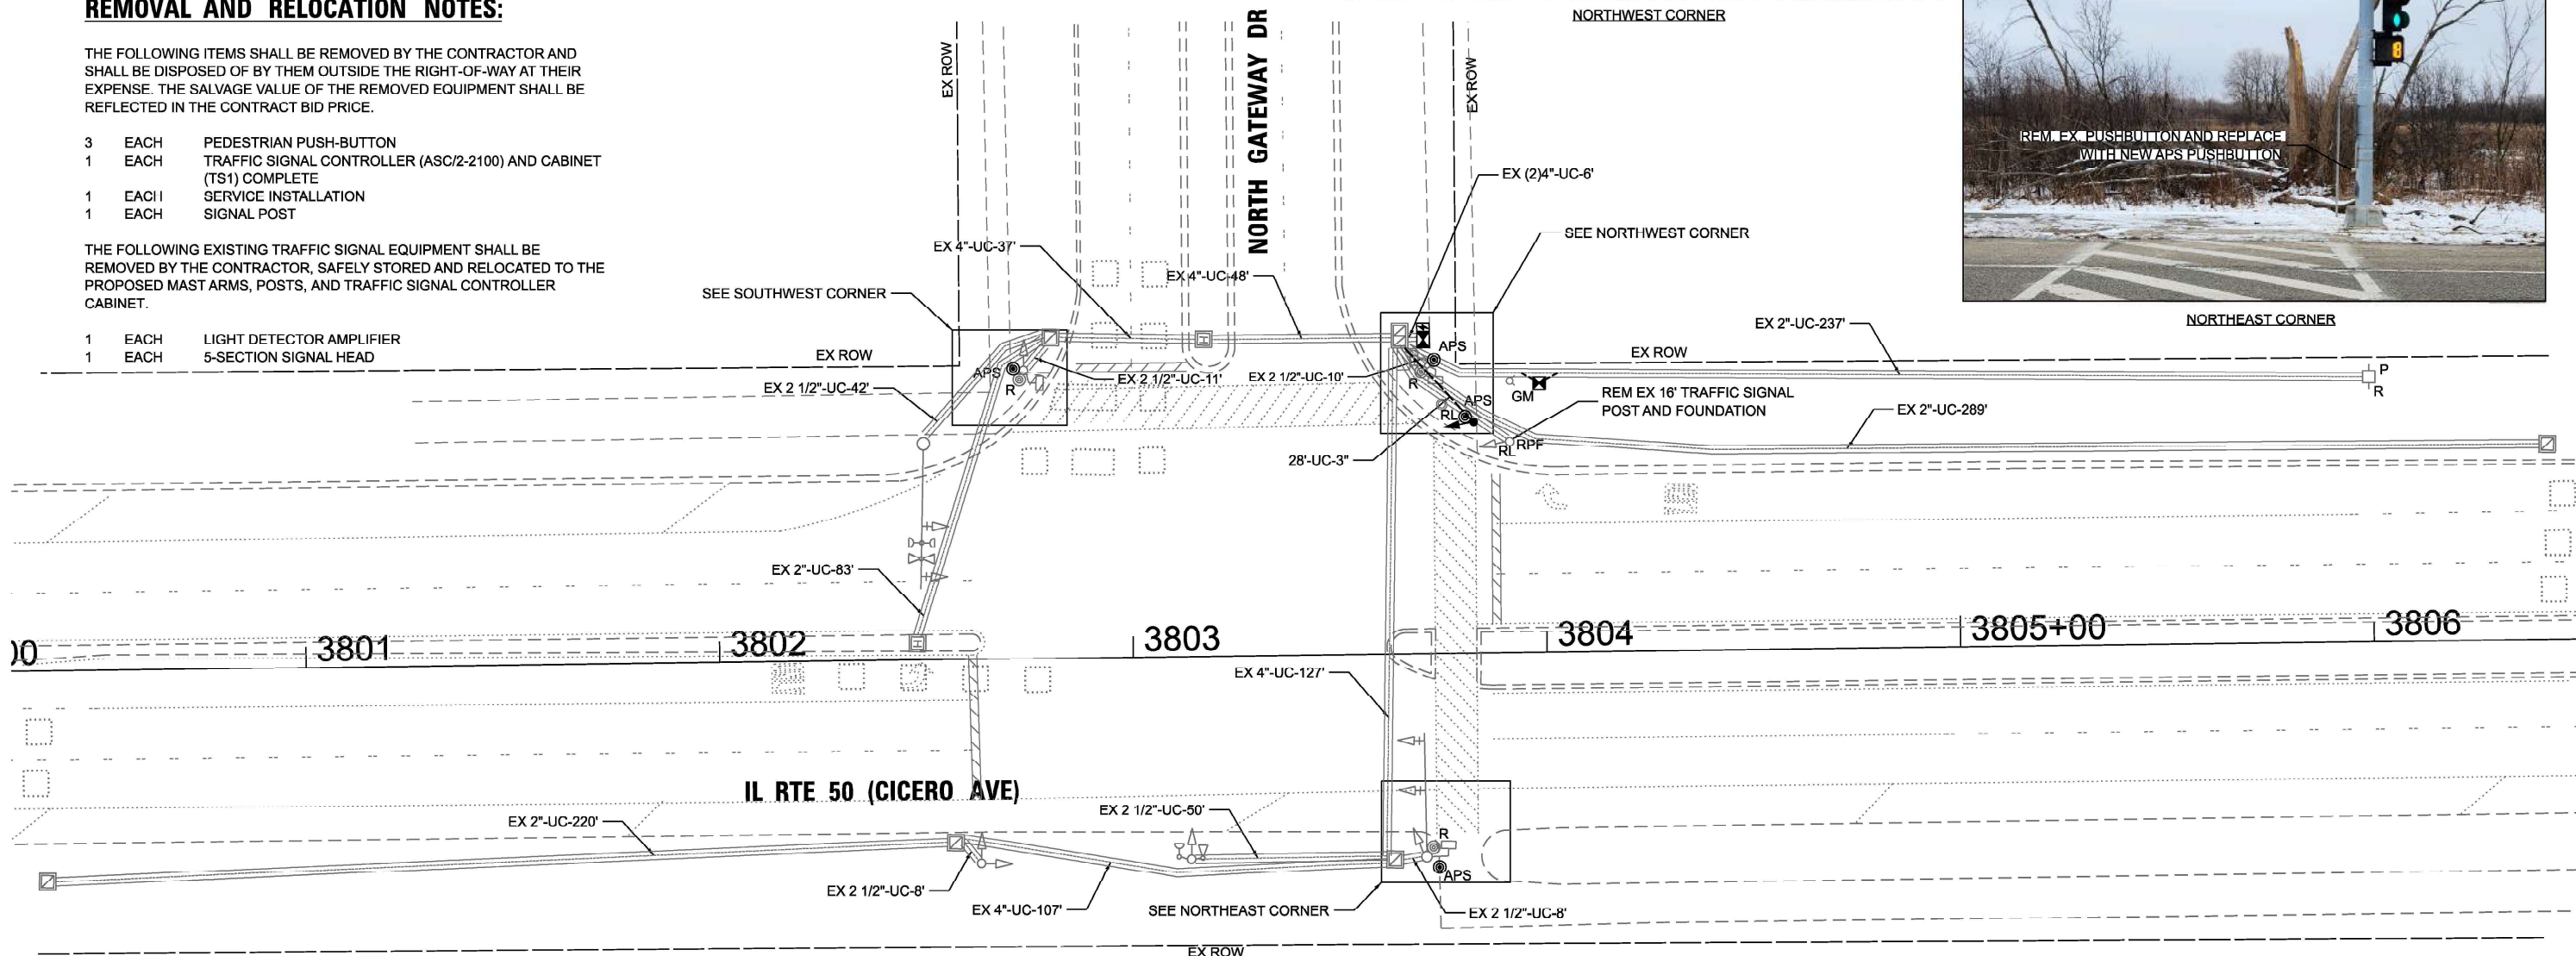 REMOVAL AND RELOCATION NOTES:
THE FOLLOWING ITEMS SHALL BE REMOVED BY THE CONTRACTOR AND
SHALL BE DISPOSED OF BY THEM OUTSIDE THE RIGHT-OF-WAY AT THEIR
EXPENSE. THE SALVAGE VALUE OF THE REMOVED EQUIPMENT SHALL BE
REFLECTED IN THE CONTRACT BID PRICE.
3 EACH PEDESTRIAN PUSH-BUTTON
1 EACH TRAFFIC SIGNAL CONTROLLER (ASC/2-2100) AND CABINET
(TS1) COMPLETE
1 EACH SERVICE INSTALLATION
1 EACH SIGNAL POST
THE FOLLOWING EXISTING TRAFFIC SIGNAL EQUIPMENT SHALL BE
REMOVED BY THE CONTRACTOR, SAFELY STORED AND RELOCATED TO THE
PROPOSED MAST ARMS, POSTS, AND TRAFFIC SIGNAL CONTROLLER
CABINET.
1 EACH LIGHT DETECTOR AMPLIFIER
1 EACH 5-SECTION SIGNAL HEAD
NORTHWEST CORNER
REM. EX. PUSHBUTTON AND REPLACE
WITH NEW APS PUSHBUTTON
NORTHEAST CORNER
EX ROW
NORTH GATEWAY DR
EX ROW
EX (2)4"-UC-6'
SEE NORTHWEST CORNER
EX 4"-UC-37'
EX 4"-UC-48'
SEE SOUTHWEST CORNER
EX 2"-UC-237'
EX ROW
EX ROW
APS
APS
R
EX 2 1/2"-UC-42'
EX 2 1/2"-UC-11'
EX 2 1/2"-UC-10'
R
GM
P
R
REM EX 16' TRAFFIC SIGNAL
POST AND FOUNDATION
APS
RL
EX 2"-UC-289'
RPF
RL
28'-UC-3"
EX 2"-UC-83'
00
3801
3802
3803
3804
3805+00
3806
EX 4"-UC-127'
IL RTE 50 (CICERO AVE)
EX 2"-UC-220'
EX 2 1/2"-UC-50'
R
APS
EX 2 1/2"-UC-8'
EX 4"-UC-107'
SEE NORTHEAST CORNER
EX 2 1/2"-UC-8'
EX ROW